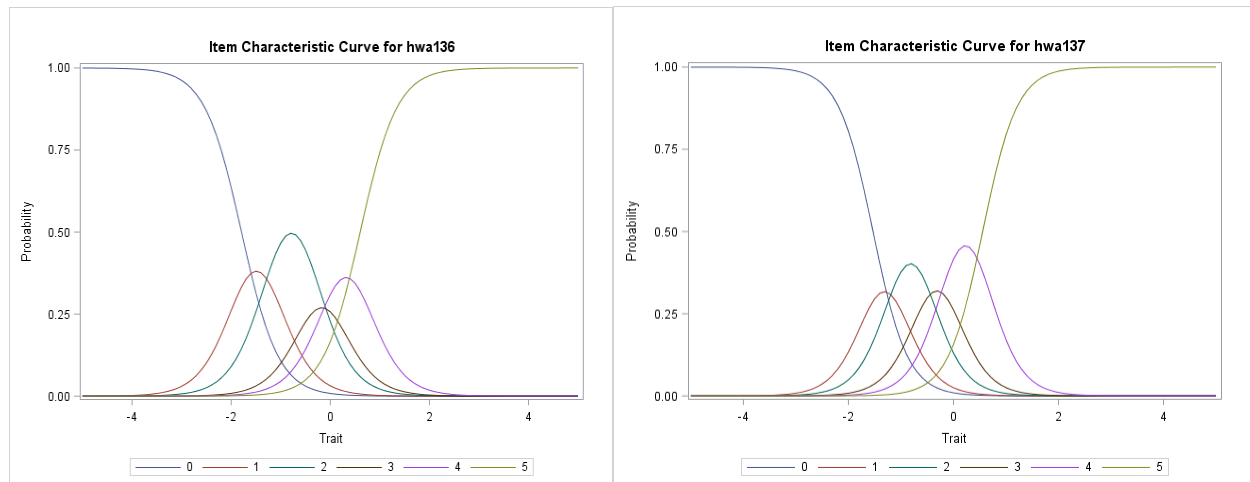 Item Characteristic Curve for hwa136
1.00
0.75
0.50
0.25
0.00
Probability
-4 -2 0 2 4
Trait
0 1 2 3 4 5
Item Characteristic Curve for hwa137
1.00
0.75
0.50
0.25
0.00
Probability
-4 -2 0 2 4
Trait
0 1 2 3 4 5